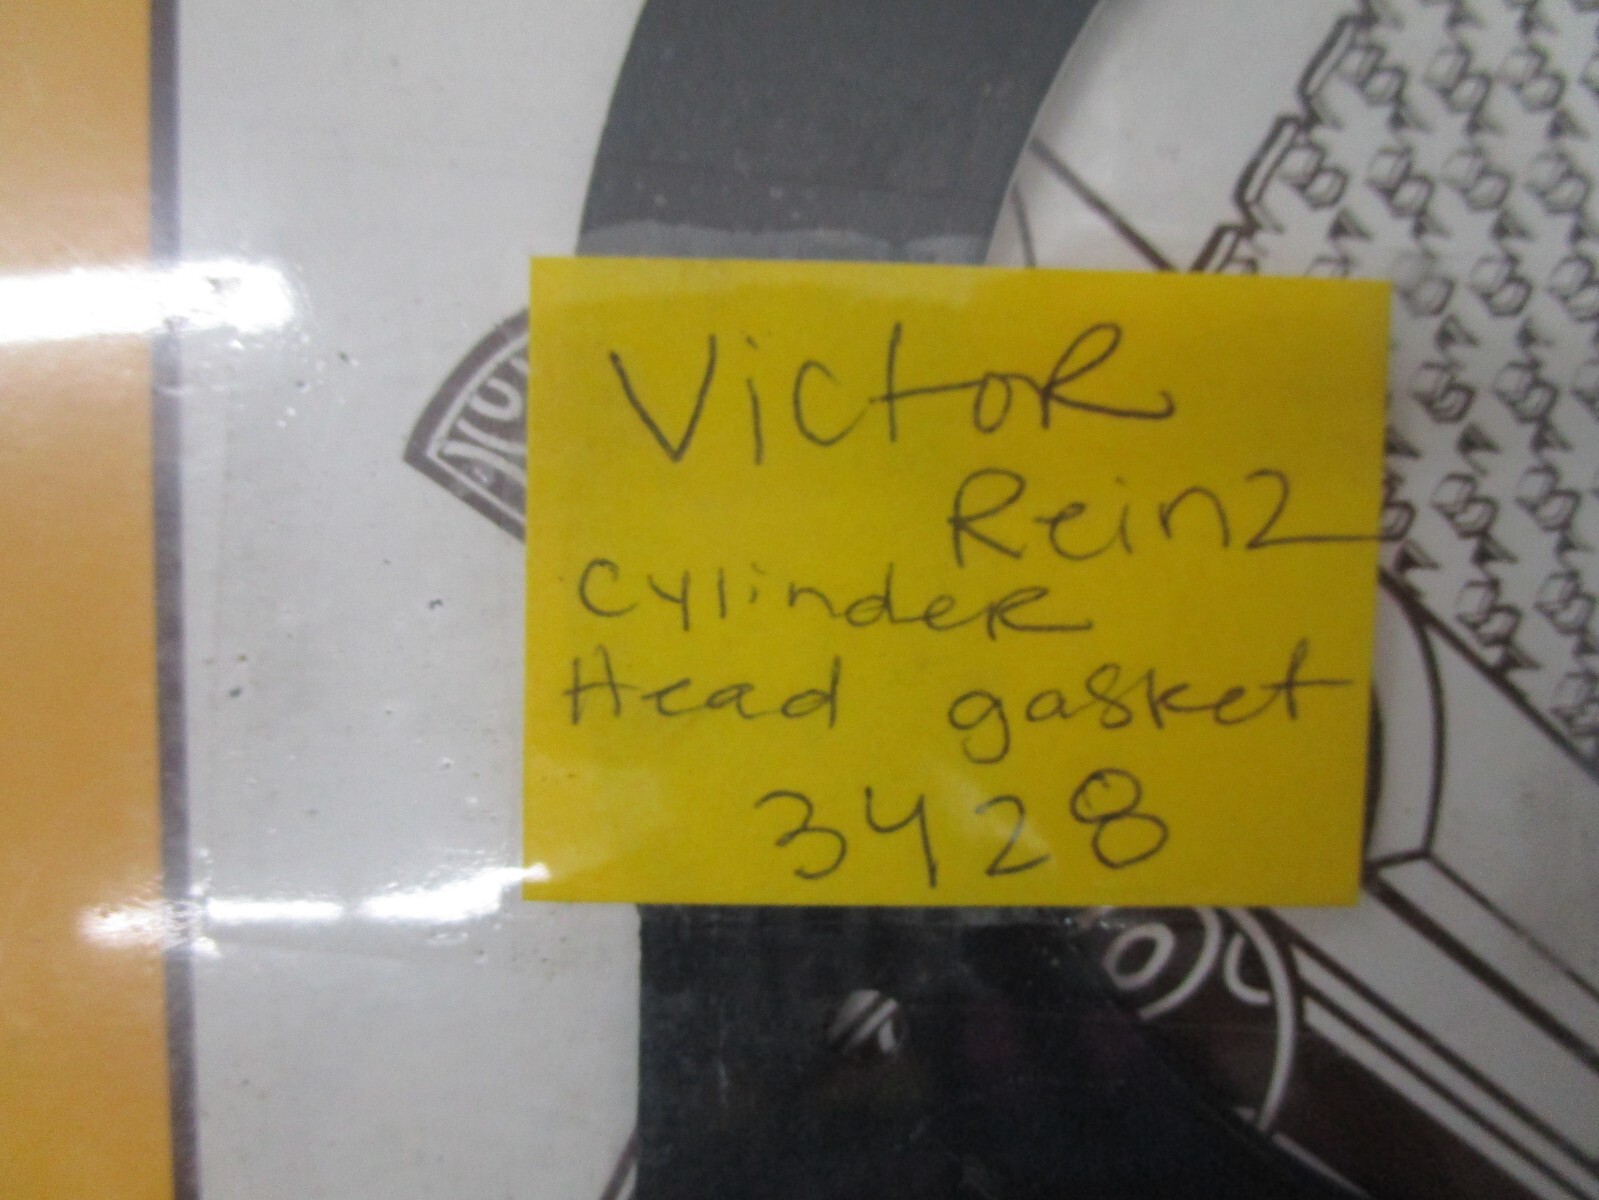 Victor
Reinz
Cylinder
Head gasket
3428